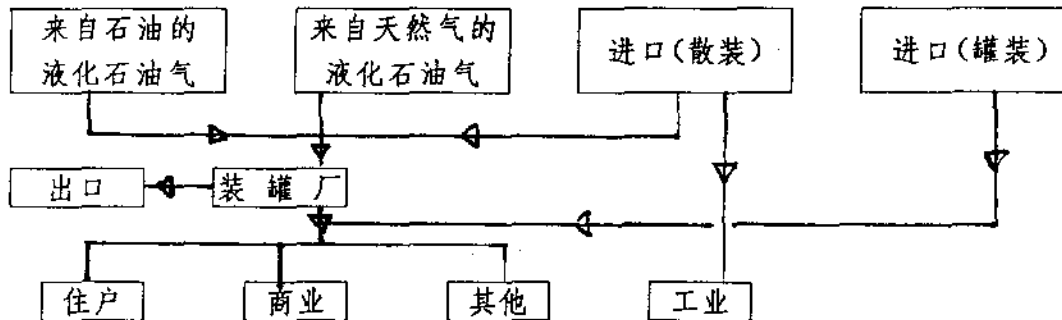 来自石油的
液化石油气
来自天然气的
液化石油气
进口(散装)
进口(罐装)
出口
装罐厂
住户
商业
其他
工业